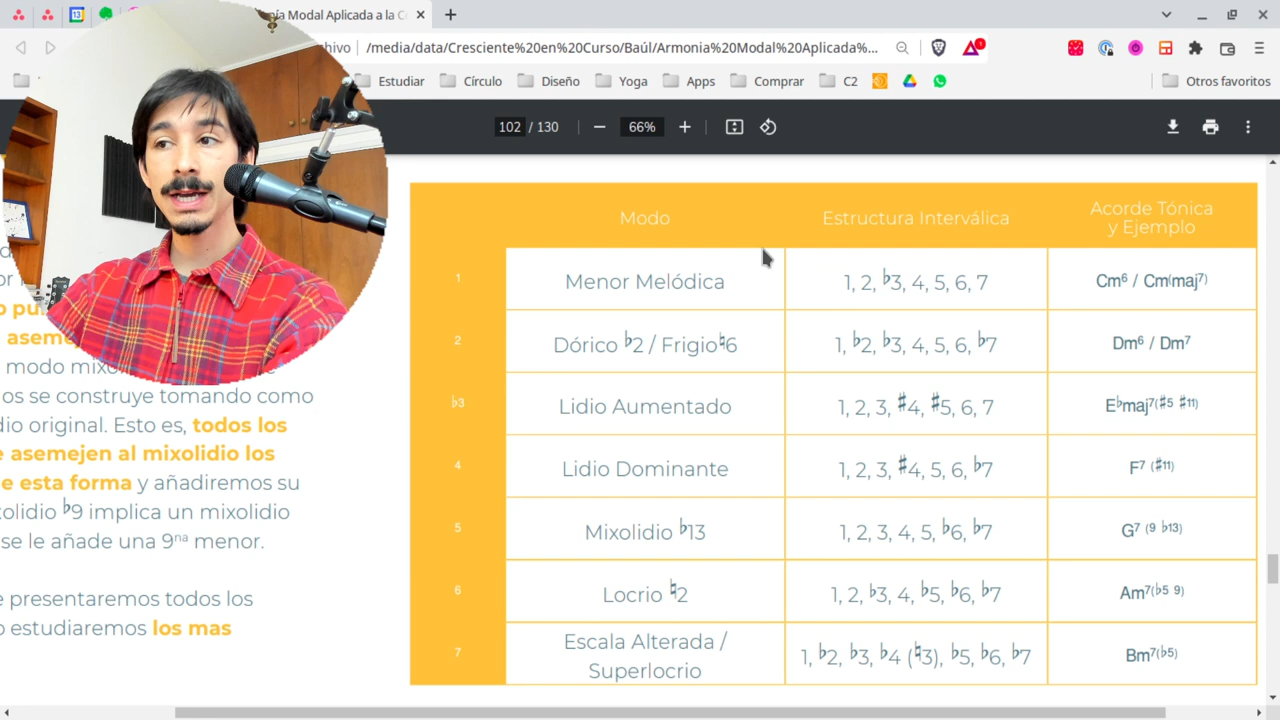 Modal Aplicada a la C
/media/data/Cresciente%20en%20Curso/Baúl/Armonia%20Modal%20Aplicada%...
Estudiar Círculo Diseño Yoga Apps Comprar C2 Otros favoritos
102 / 130 66%
modo
os se construye tomando como
dio original. Esto es, todos los
asemejen al mixolidio los
e esta forma y añadiremos su
♭9 implica un mixolidio
se le añade una 9na menor.
e presentaremos todos los
o estudiaremos los mas
Modo Estructura Interválica Acorde Tónica
y Ejemplo
1 Menor Melódica 1, 2, ♭3, 4, 5, 6, 7 Cm6 / Cm(maj7)
2 Dórico ♭2 / Frigio♮6 1, ♭2, ♭3, 4, 5, 6, ♭7 Dm6 / Dm7
♭3 Lidio Aumentado 1, 2, 3, ♯4, ♯5, 6, 7 E♭maj7(♯5 ♯11)
4 Lidio Dominante 1, 2, 3, ♯4, 5, 6, ♭7 F7 (♯11)
5 Mixolidio ♭13 1, 2, 3, 4, 5, ♭6, ♭7 G7 (9 ♭13)
6 Locrio ♮2 1, 2, ♭3, 4, ♭5, ♭6, ♭7 Am7(♭5 9)
7 Escala Alterada /
Superlocrio 1, ♭2, ♭3, ♭4 (♮3), ♭5, ♭6, ♭7 Bm7(♭5)